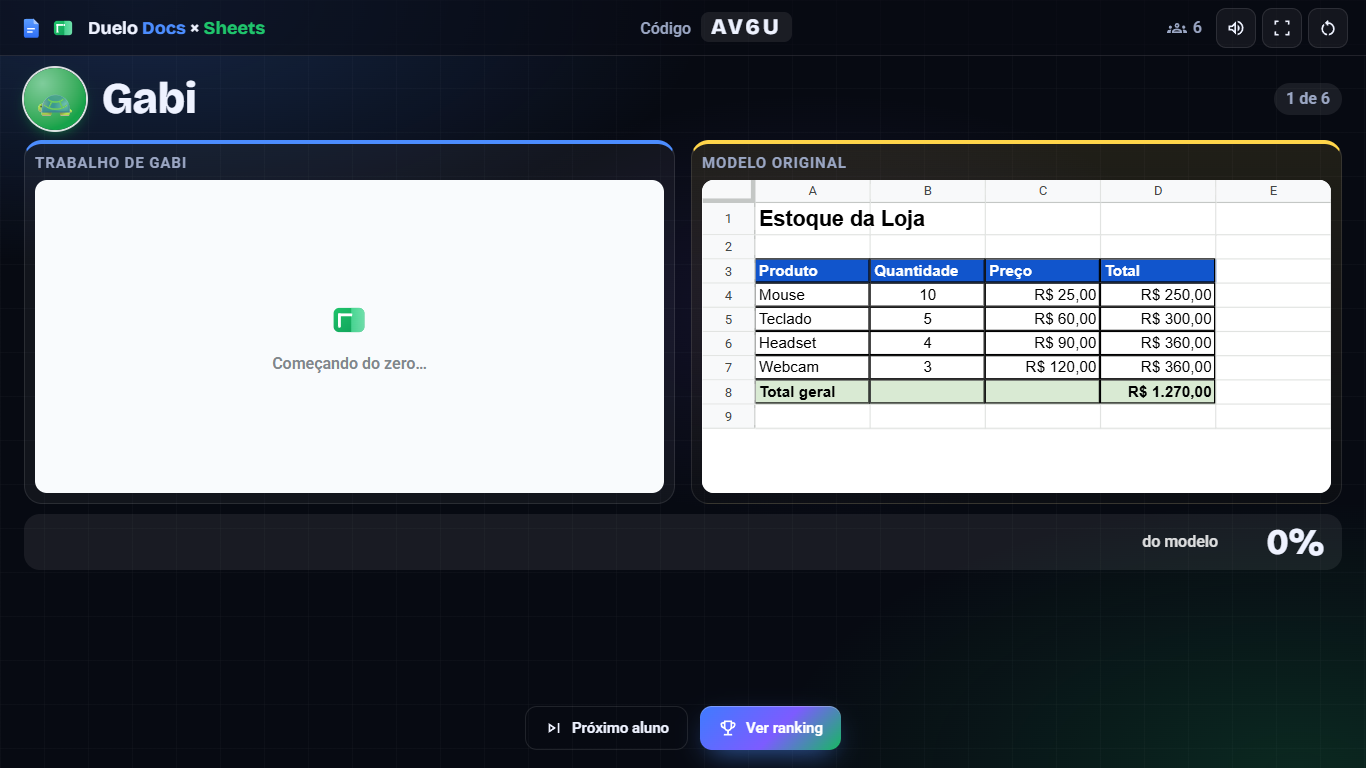 Duelo Docs × Sheets
Código AV6U
6
Gabi
1 de 6
TRABALHO DE GABI
Começando do zero...
MODELO ORIGINAL
A B C D E
1 Estoque da Loja
2
3 Produto Quantidade Preço Total
4 Mouse 10 R$ 25,00 R$ 250,00
5 Teclado 5 R$ 60,00 R$ 300,00
6 Headset 4 R$ 90,00 R$ 360,00
7 Webcam 3 R$ 120,00 R$ 360,00
8 Total geral R$ 1.270,00
9
do modelo 0%
Próximo aluno
Ver ranking